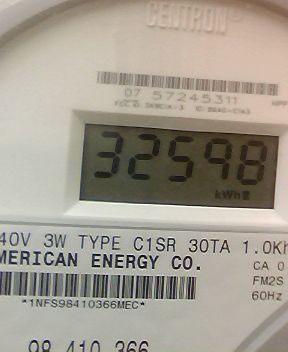 CENTRON
07 57245311
32598
kWh
40V 3W TYPE C1SR 30TA 1.0Kh
MERICAN ENERGY CO.
CA 0
FM2S
60Hz
*1NFS98410366MEC*
98 410 366